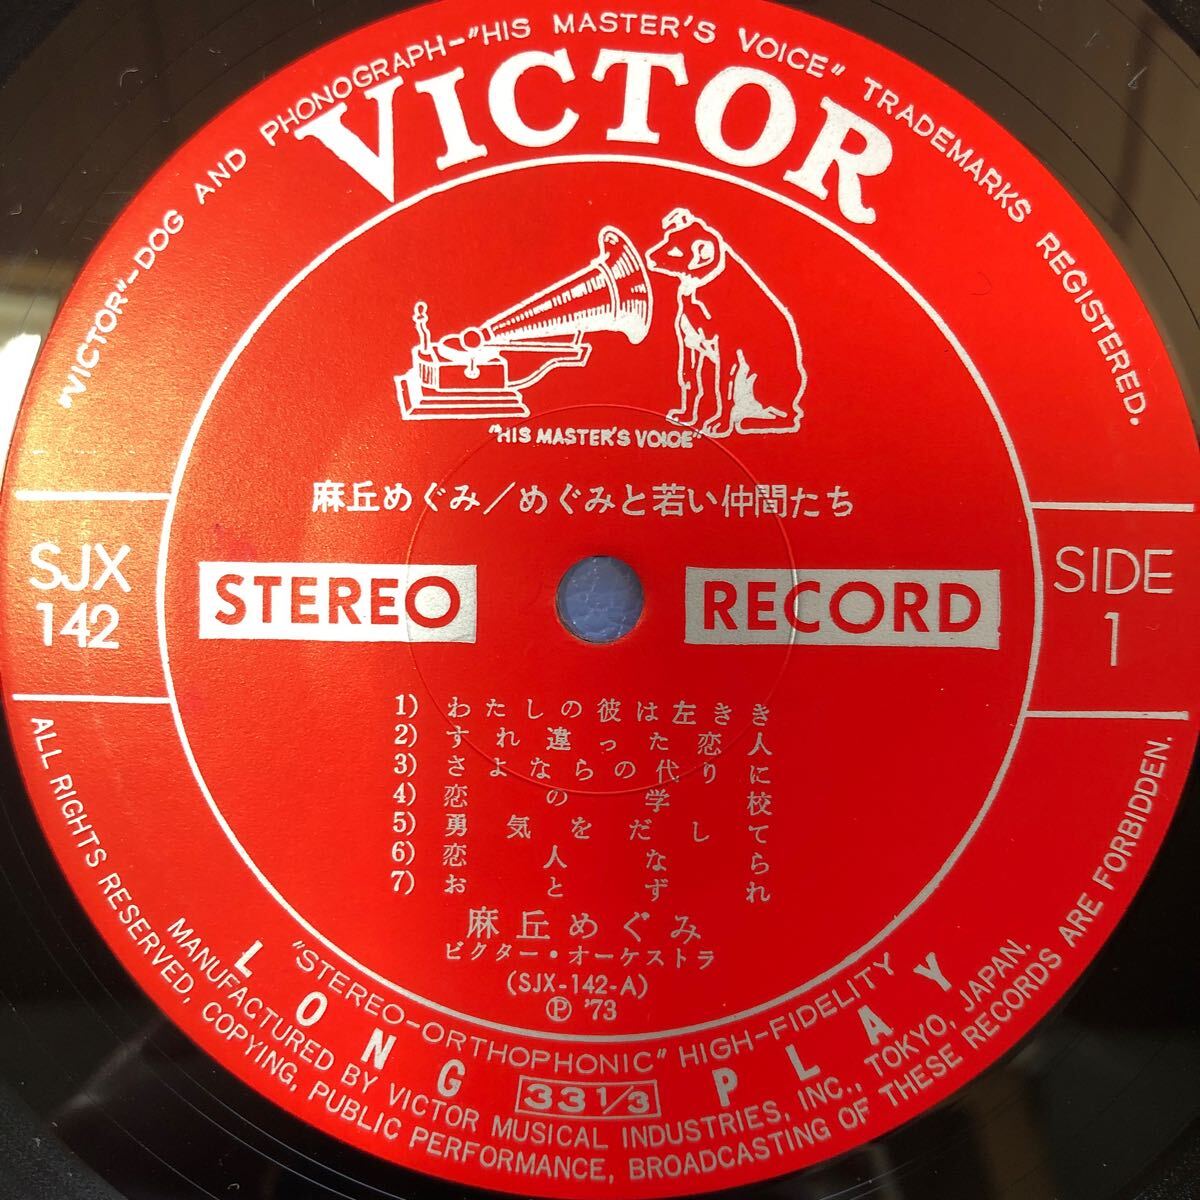 "VICTOR"-DOG AND PHONOGRAPH-"HIS MASTER'S VOICE" TRADEMARKS REGISTERED.
VICTOR
"HIS MASTER'S VOICE"
麻丘めぐみ/めぐみと若い仲間たち
SJX
142
STEREO
RECORD
SIDE
1
1) わたしの彼は左きき
2) すれ違った恋人
3) さよならの代りに
4) 恋の学校
5) 勇気をだして
6) 恋人なら
7) おとずれ
麻丘めぐみ
ビクター・オーケストラ
(SJX-142-A)
Ⓟ '73
"STEREO-ORTHOPHONIC" HIGH-FIDELITY
LONG 33 1/3 PLAY
MANUFACTURED BY VICTOR MUSICAL INDUSTRIES, INC., TOKYO, JAPAN.
ALL RIGHTS RESERVED, COPYING, PUBLIC PERFORMANCE, BROADCASTING OF THESE RECORDS ARE FORBIDDEN.